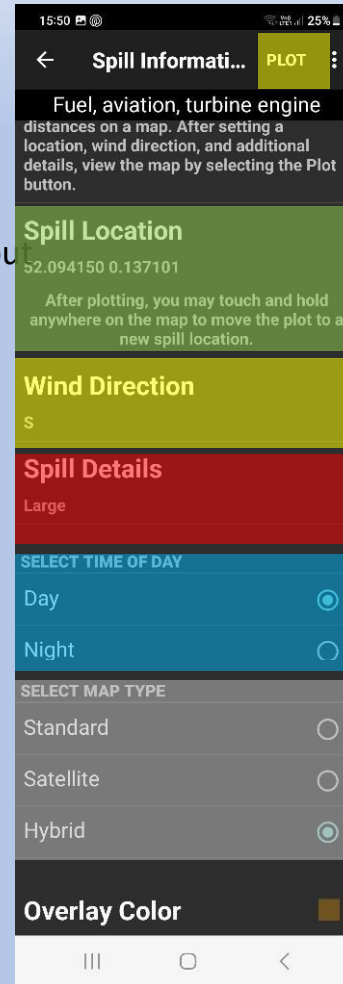 15:50 25%
Spill Informati... PLOT
Fuel, aviation, turbine engine
distances on a map. After setting a
location, wind direction, and additional
details, view the map by selecting the Plot
button.
Spill Location
52.094150 0.137101
After plotting, you may touch and hold
anywhere on the map to move the plot to a
new spill location.
Wind Direction
S
Spill Details
Large
SELECT TIME OF DAY
Day
Night
SELECT MAP TYPE
Standard
Satellite
Hybrid
Overlay Color